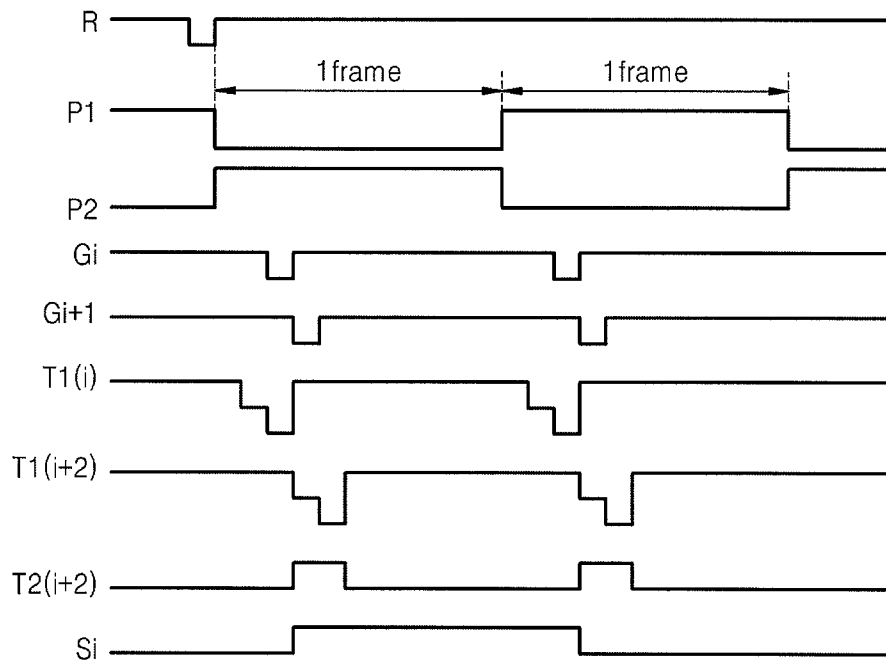 R
1frame 1frame
P1
P2
Gi
Gi+1
T1(i)
T1(i+2)
T2(i+2)
Si